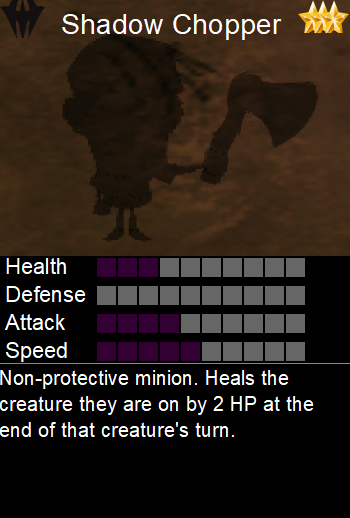 Shadow Chopper
Health
Defense
Attack
Speed
Non-protective minion. Heals the
creature they are on by 2 HP at the
end of that creature's turn.